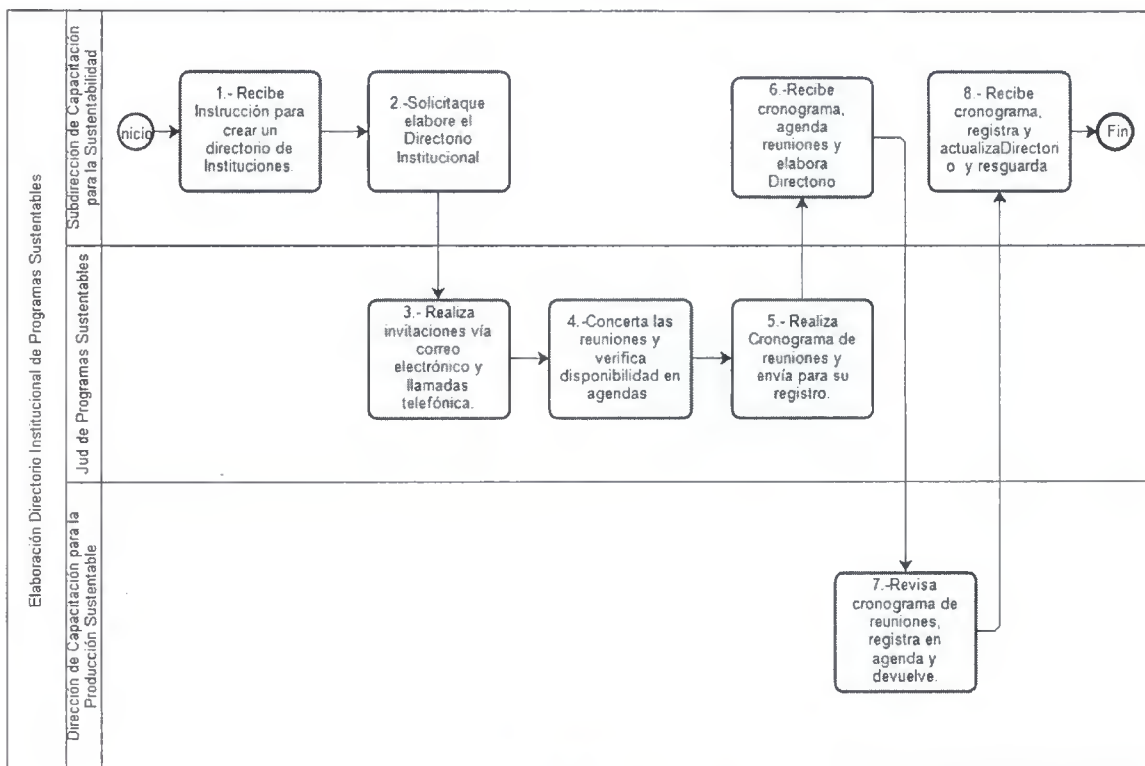 Elaboración Directorio Institucional de Programas Sustentables
Subdirección de Capacitación
para la Sustentabilidad
nicio
1.- Recibe
Instrucción para
crear un
directorio de
Instituciones.
2.-Solicitaque
elabore el
Directorio
Institucional
6.- Recibe
cronograma,
agenda
reuniones y
elabora
Directorio
8.- Recibe
cronograma,
registra y
actualizaDirectori
o y resguarda
Fin
Jud de Programas Sustentables
3.- Realiza
invitaciones vía
correo
electrónico y
llamadas
telefónica.
4.-Concerta las
reuniones y
verifica
disponibilidad en
agendas
5.- Realiza
Cronograma de
reuniones y
envía para su
registro.
Dirección de Capacitación para la
Producción Sustentable
7.-Revisa
cronograma de
reuniones,
registra en
agenda y
devuelve.